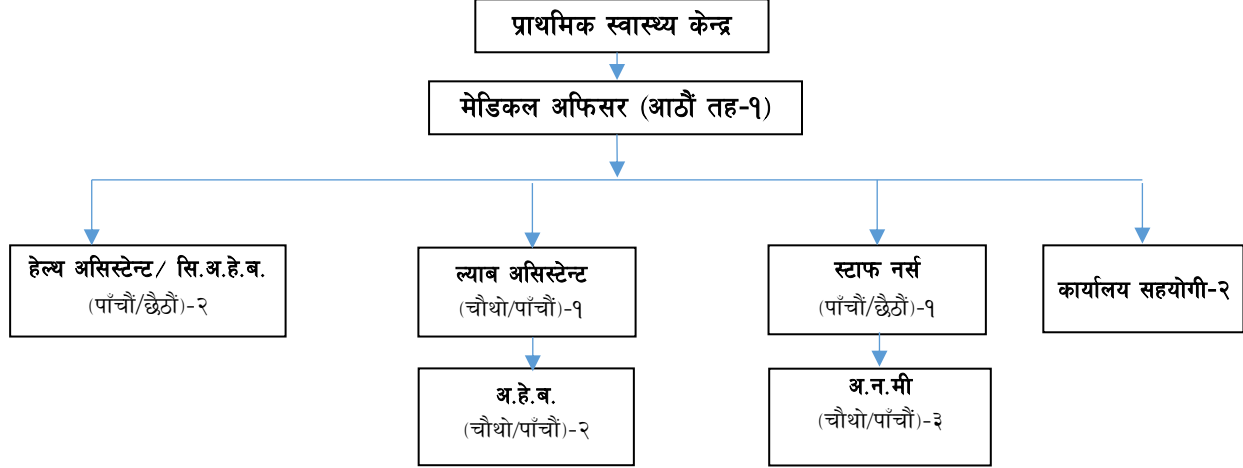 प्राथमिक स्वास्थ्य केन्द्र
मेडिकल अफिसर (आठौं तह-१)
हेल्थ असिस्टेन्ट/ सि.अ.हे.ब.
(पाँचौं/छैठौं)-२
ल्याब असिस्टेन्ट
(चौथो/पाँचौं)-१
स्टाफ नर्स
(पाँचौं/छैठौं)-१
कार्यालय सहयोगी-२
अ.हे.ब.
(चौथो/पाँचौं)-२
अ.न.मी
(चौथो/पाँचौं)-३